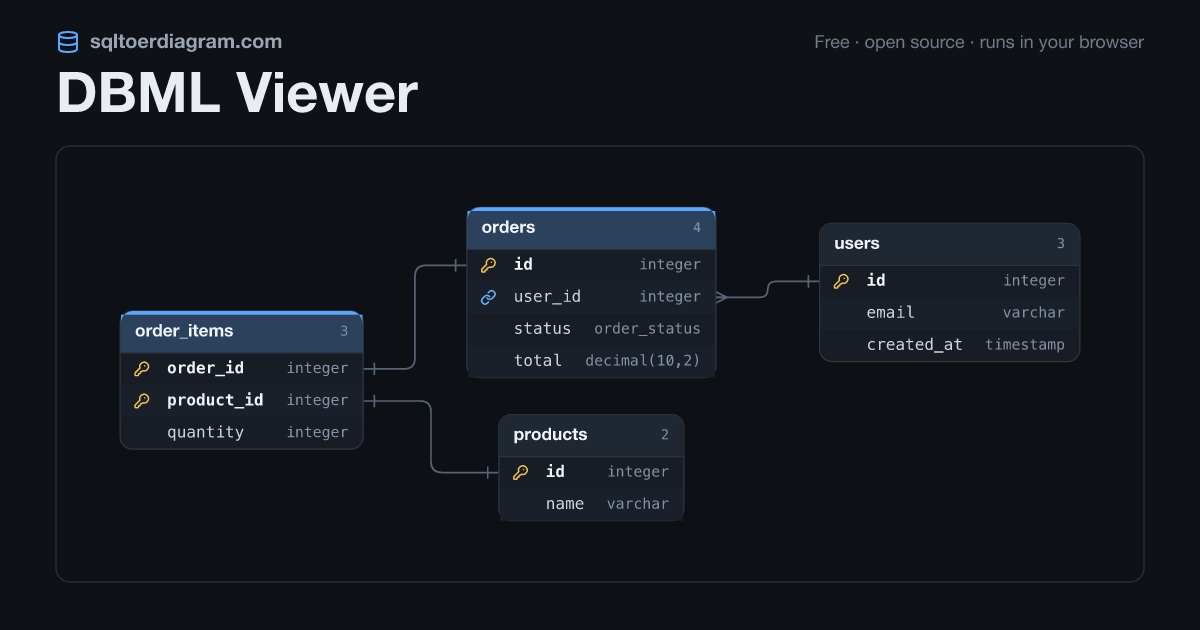 sqltoerdiagram.com
Free · open source · runs in your browser
DBML Viewer
orders 4
id integer
user_id integer
status order_status
total decimal(10,2)
users 3
id integer
email varchar
created_at timestamp
order_items 3
order_id integer
product_id integer
quantity integer
products 2
id integer
name varchar